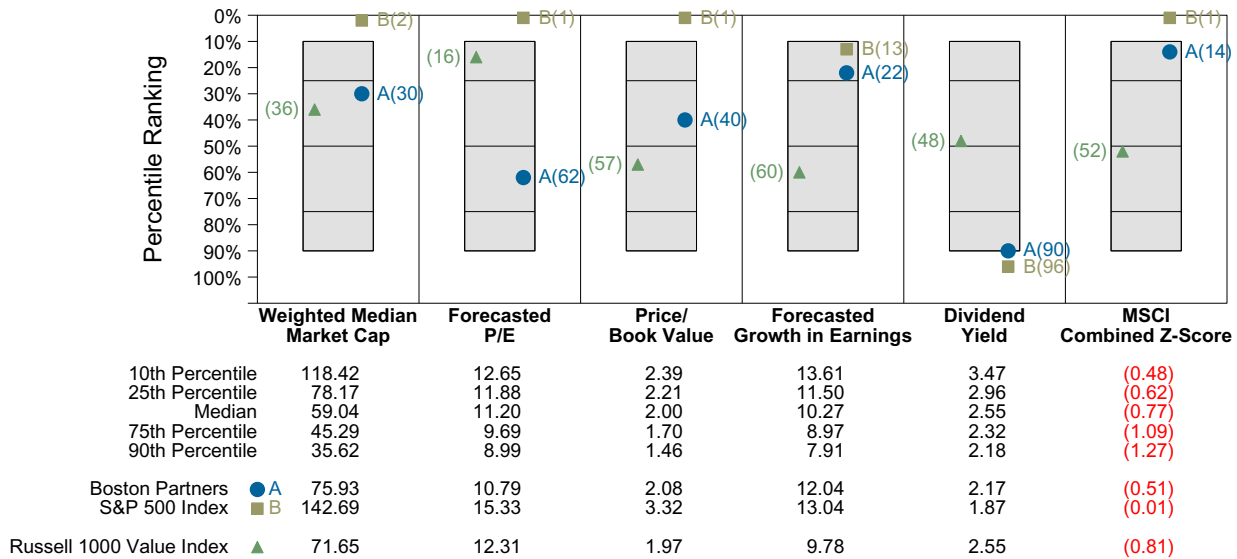 Percentile Ranking
0%
10%
20%
30%
40%
50%
60%
70%
80%
90%
100%
B(2)
A(30)
(36)
B(1)
(16)
A(62)
B(1)
A(40)
(57)
B(13)
A(22)
(60)
(48)
A(90)
B(96)
B(1)
A(14)
(52)
Weighted Median Market Cap
Forecasted P/E
Price/ Book Value
Forecasted Growth in Earnings
Dividend Yield
MSCI Combined Z-Score
10th Percentile 118.42 12.65 2.39 13.61 3.47 (0.48)
25th Percentile 78.17 11.88 2.21 11.50 2.96 (0.62)
Median 59.04 11.20 2.00 10.27 2.55 (0.77)
75th Percentile 45.29 9.69 1.70 8.97 2.32 (1.09)
90th Percentile 35.62 8.99 1.46 7.91 2.18 (1.27)
Boston Partners A 75.93 10.79 2.08 12.04 2.17 (0.51)
S&P 500 Index B 142.69 15.33 3.32 13.04 1.87 (0.01)
Russell 1000 Value Index 71.65 12.31 1.97 9.78 2.55 (0.81)